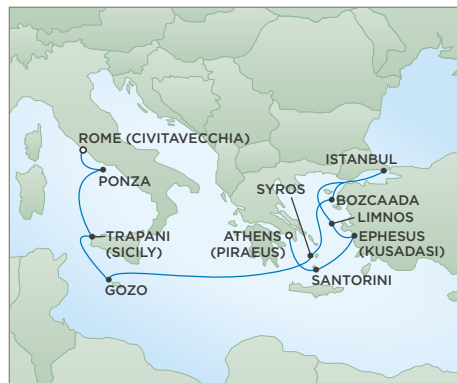 ROME (CIVITAVECCHIA)
PONZA
ISTANBUL
SYROS
BOZCAADA
LIMNOS
TRAPANI
(SICILY)
ATHENS
(PIRAEUS)
EPHESUS
(KUSADASI)
SANTORINI
GOZO